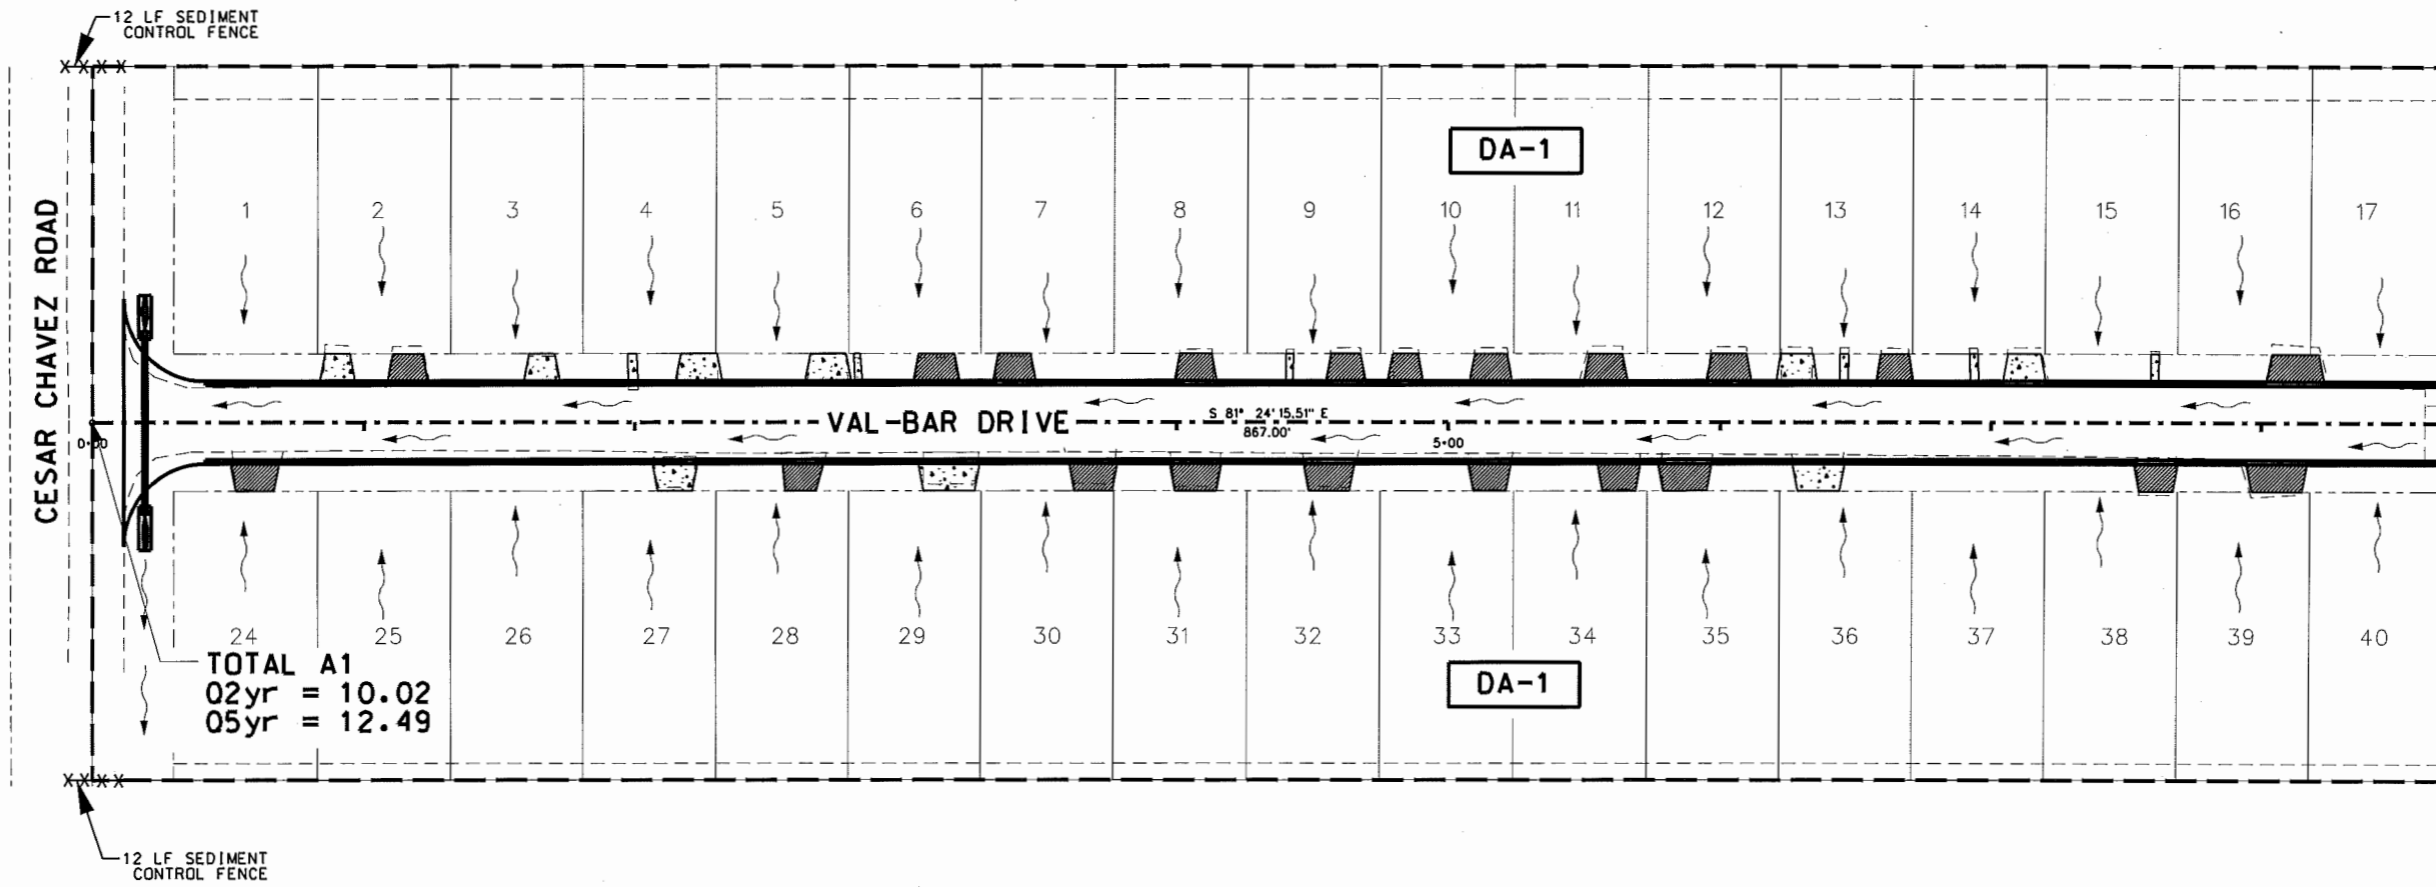 12 LF SEDIMENT
CONTROL FENCE
X X X X
DA-1
CESAR CHAVEZ ROAD
1 2 3 4 5 6 7 8 9 10 11 12 13 14 15 16 17
VAL-BAR DRIVE
S 81° 24' 15.51" E
867.00'
5+00
24 25 26 27 28 29 30 31 32 33 34 35 36 37 38 39 40
TOTAL A1
Q2yr = 10.02
Q5yr = 12.49
DA-1
X X X X
12 LF SEDIMENT
CONTROL FENCE